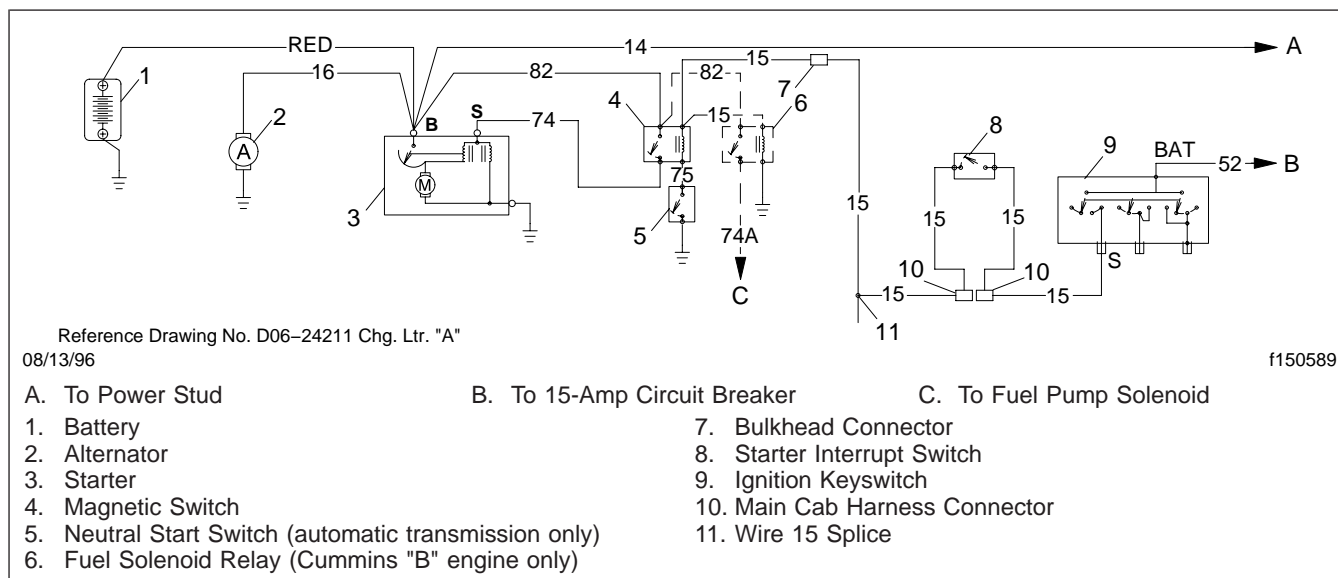 RED
14
A
1
16
82
15
82
7
6
2
B
S
74
4
15
8
9
BAT
52
B
A
M
75
3
5
74A
15
15
15
S
C
10
10
15
15
11
Reference Drawing No. D06–24211 Chg. Ltr. "A"
08/13/96
f150589
A. To Power Stud
B. To 15-Amp Circuit Breaker
C. To Fuel Pump Solenoid
1. Battery
2. Alternator
3. Starter
4. Magnetic Switch
5. Neutral Start Switch (automatic transmission only)
6. Fuel Solenoid Relay (Cummins "B" engine only)
7. Bulkhead Connector
8. Starter Interrupt Switch
9. Ignition Keyswitch
10. Main Cab Harness Connector
11. Wire 15 Splice